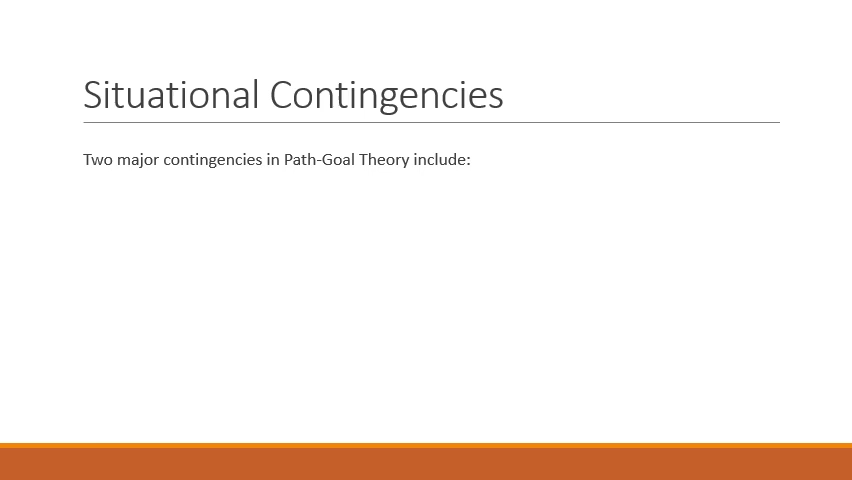 Situational Contingencies
Two major contingencies in Path-Goal Theory include: